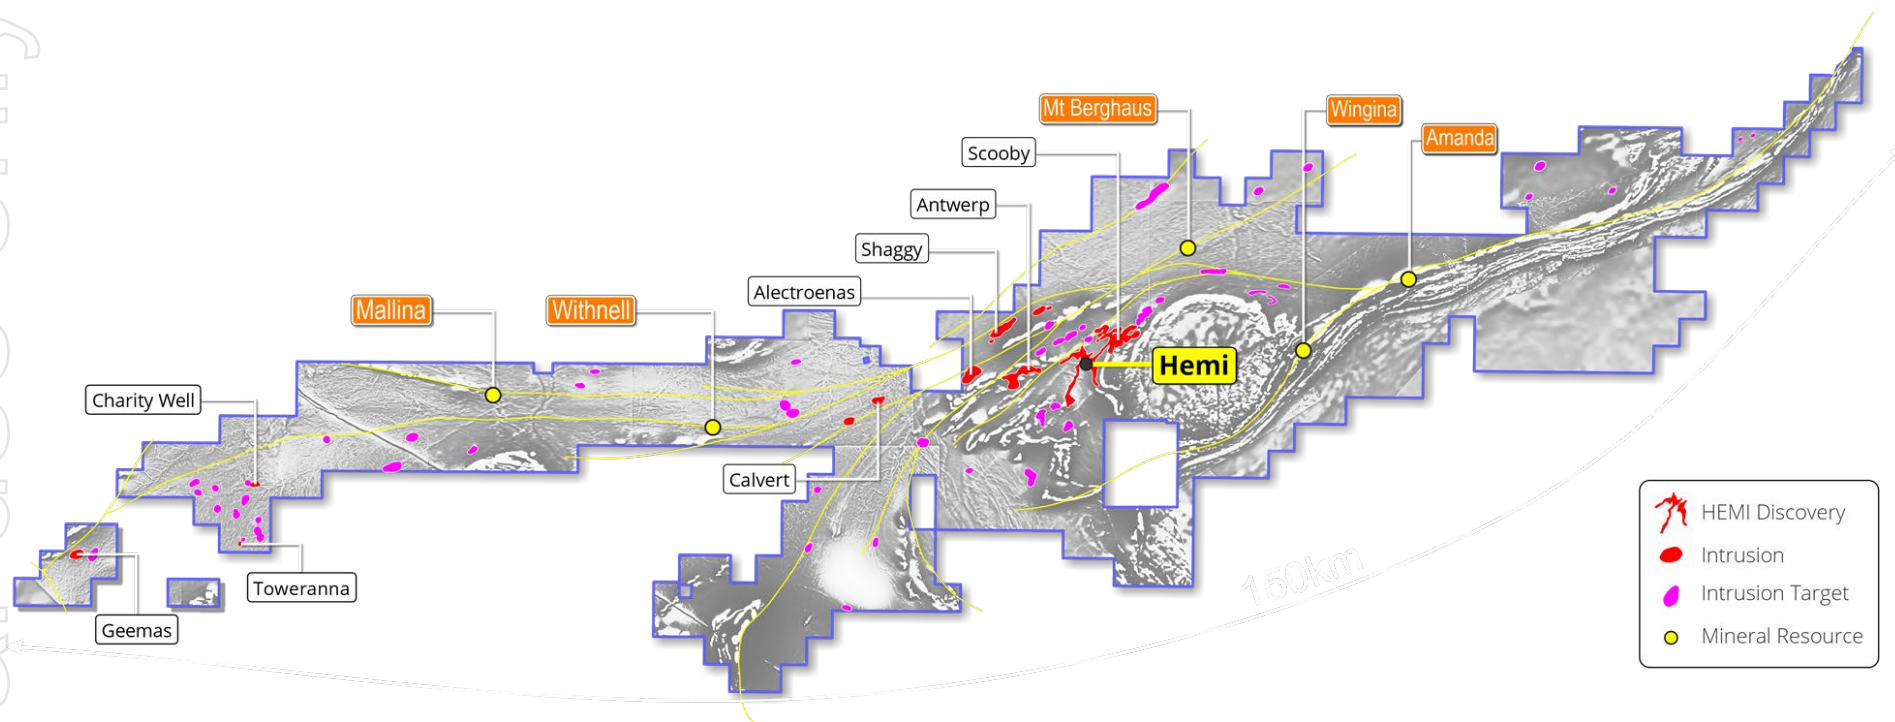 Mt Berghaus
Wingina
Amanda
Scooby
Antwerp
Shaggy
Alectroenas
Mallina
Withnell
Hemi
Charity Well
Calvert
Toweranna
Geemas
150km
HEMI Discovery
Intrusion
Intrusion Target
Mineral Resource